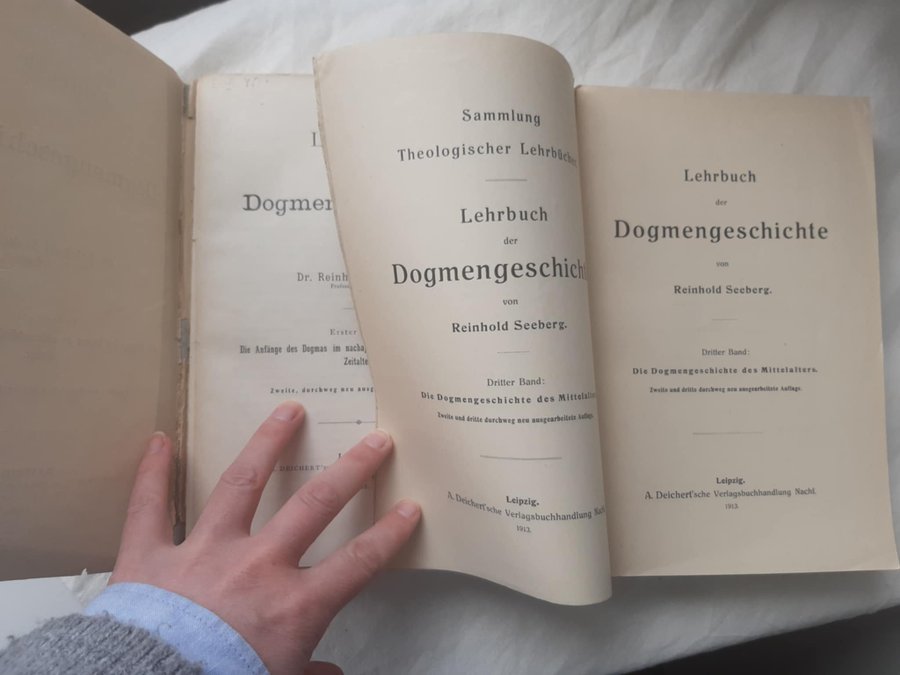 Dogmen
Dr. Reinh
Erster
Die Anfänge des Dogmas im nachap
Zeitalte
Zweite, durchweg neu ausg
DEICHERT'
Sammlung
Theologischer Lehrbücher
Lehrbuch
der
Dogmengeschicht
von
Reinhold Seeberg.
Dritter Band:
Die Dogmengeschichte des Mittelalters
Zweite und dritte durchweg neu ausgearbeitete Auflage.
Leipzig.
A. Deichert'sche Verlagsbuchhandlung Nachf.
1913.
Lehrbuch
der
Dogmengeschichte
von
Reinhold Seeberg.
Dritter Band:
Die Dogmengeschichte des Mittelalters.
Zweite und dritte durchweg neu ausgearbeitete Auflage.
Leipzig.
A. Deichert'sche Verlagsbuchhandlung Nachf.
1913.